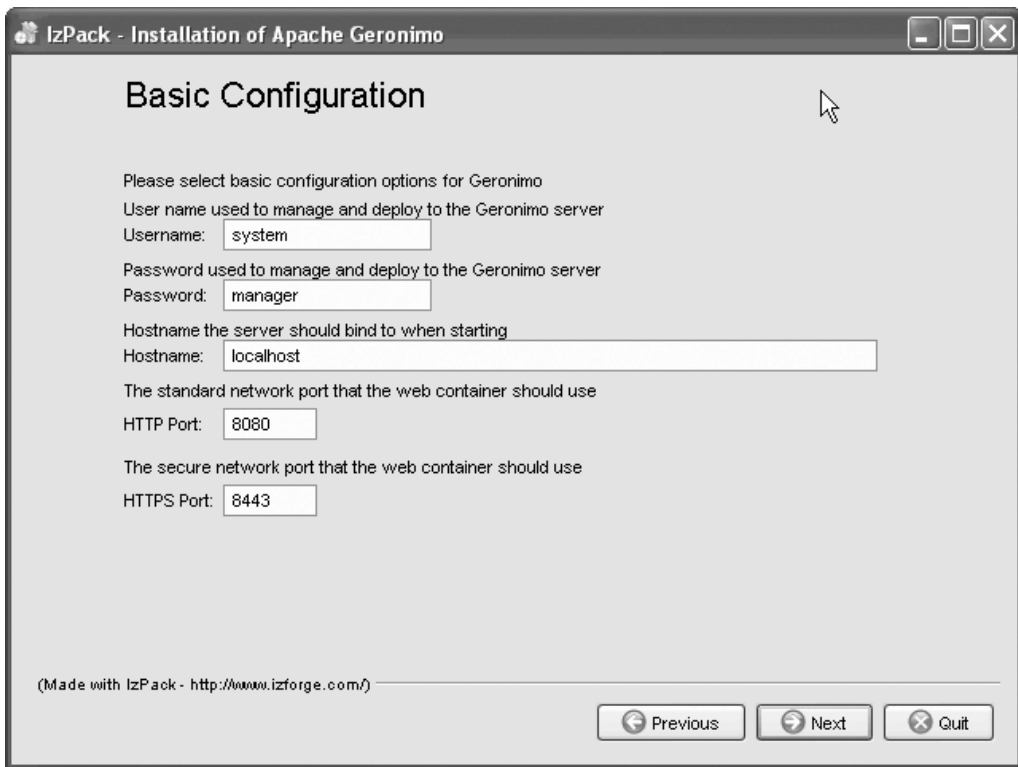 IzPack - Installation of Apache Geronimo
Basic Configuration
Please select basic configuration options for Geronimo
User name used to manage and deploy to the Geronimo server
Username: system
Password used to manage and deploy to the Geronimo server
Password: manager
Hostname the server should bind to when starting
Hostname: localhost
The standard network port that the web container should use
HTTP Port: 8080
The secure network port that the web container should use
HTTPS Port: 8443
(Made with IzPack - http://www.izforge.com/)
Previous Next Quit